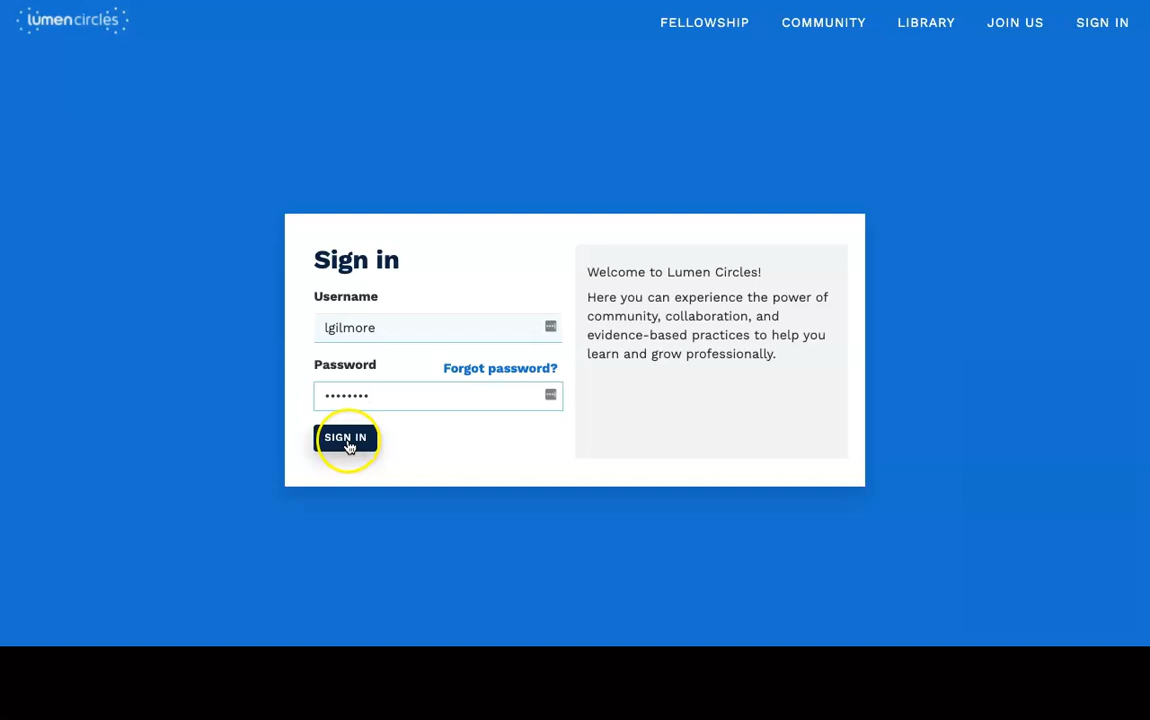 lumencircles
FELLOWSHIP COMMUNITY LIBRARY JOIN US SIGN IN
Sign in
Username
lgilmore
Password Forgot password?
••••••••
SIGN IN
Welcome to Lumen Circles!
Here you can experience the power of
community, collaboration, and
evidence-based practices to help you
learn and grow professionally.